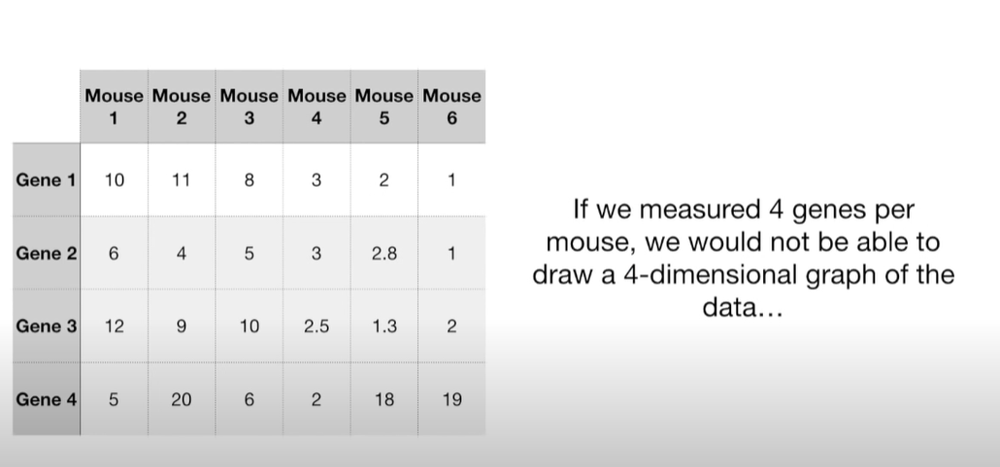 Mouse 1 Mouse 2 Mouse 3 Mouse 4 Mouse 5 Mouse 6
Gene 1 10 11 8 3 2 1
Gene 2 6 4 5 3 2.8 1
Gene 3 12 9 10 2.5 1.3 2
Gene 4 5 20 6 2 18 19
If we measured 4 genes per
mouse, we would not be able to
draw a 4-dimensional graph of the
data...